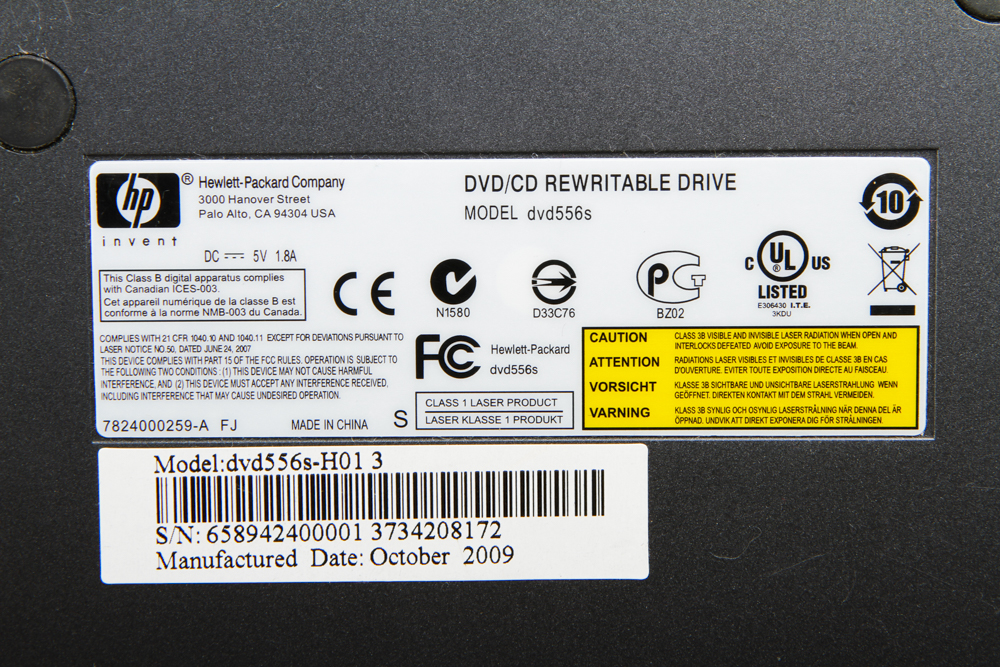 hp ®
invent
Hewlett-Packard Company
3000 Hanover Street
Palo Alto, CA 94304 USA
DVD/CD REWRITABLE DRIVE
MODEL dvd556s
10
DC 5V 1.8A
This Class B digital apparatus complies
with Canadian ICES-003.
Cet appareil numérique de la classe B est
conforme à la norme NMB-003 du Canada.
CE
N1580
D33C76
PG
BZ02
C UL ® US
LISTED
E306430 I.T.E.
3KDU
COMPLIES WITH 21 CFR 1040.10 AND 1040.11 EXCEPT FOR DEVIATIONS PURSUANT TO
LASER NOTICE NO.50, DATED JUNE 24, 2007
THIS DEVICE COMPLIES WITH PART 15 OF THE FCC RULES. OPERATION IS SUBJECT TO
THE FOLLOWING TWO CONDITIONS : (1) THIS DEVICE MAY NOT CAUSE HARMFUL
INTERFERENCE, AND (2) THIS DEVICE MUST ACCEPT ANY INTERFERENCE RECEIVED,
INCLUDING INTERFERENCE THAT MAY CAUSE UNDESIRED OPERATION.
7824000259-A FJ
MADE IN CHINA
FC
Hewlett-Packard
dvd556s
S
CLASS 1 LASER PRODUCT
LASER KLASSE 1 PRODUKT
CAUTION CLASS 3B VISIBLE AND INVISIBLE LASER RADIATION WHEN OPEN AND
INTERLOCKS DEFEATED AVOID EXPOSURE TO THE BEAM.
ATTENTION RADIATIONS LASER VISIBLES ET INVISIBLES DE CLASSE 3B EN CAS
D'OUVERTURE. EVITER TOUTE EXPOSITION DIRECTE AU FAISCEAU.
VORSICHT KLASSE 3B SICHTBARE UND UNSICHTBARE LASERSTRAHLUNG WENN
GEÖFFNET. DIREKTEN KONTAKT MIT DEM STRAHL VERMEIDEN.
VARNING KLASS 3B SYNLIG OCH OSYNLIG LASERSTRÅLNING NÄR DENNA DEL ÄR
ÖPPNAD. UNDVIK ATT DIREKT EXPONERA DIG FÖR STRÅLNINGEN.
Model:dvd556s-H01 3
S/N: 658942400001 3734208172
Manufactured Date: October 2009